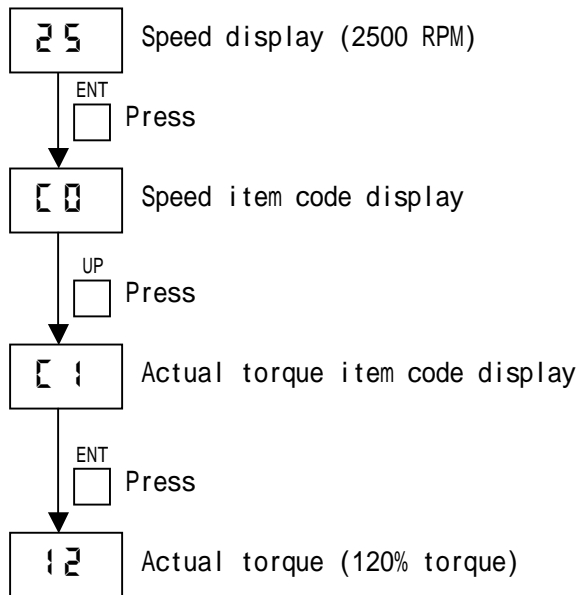 25 Speed display (2500 RPM)
ENT
Press
C0 Speed item code display
UP
Press
C1 Actual torque item code display
ENT
Press
12 Actual torque (120% torque)